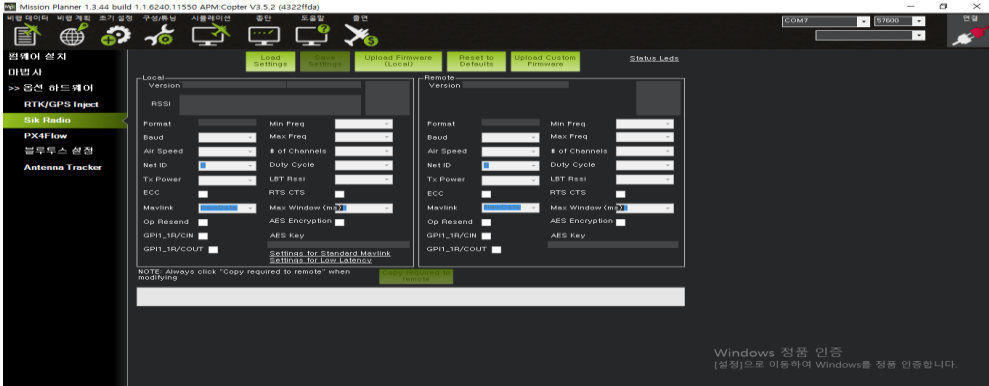 Mission Planner 1.3.44 build 1.1.6240.11550 APM:Copter V3.5.2 (4322ffda)
비행 데이터 비행 계획 초기 설정 구성/튜닝 시뮬레이션 중단 도움말 출연 COM7 57600 연결
펌웨어 설치
마법사
>> 옵션 하드웨어
RTK/GPS Inject
Sik Radio
PX4Flow
블루투스 설정
Antenna Tracker
Load Settings
Save Settings
Upload Firmware (Local)
Reset to Defaults
Upload Custom Firmware
Status Leds
Local
Version
RSSI
Format Min Freq
Baud Max Freq
Air Speed # of Channels
Net ID Duty Cycle
Tx Power LBT Rssi
ECC RTS CTS
Mavlink Max Window (ms)
Op Resend AES Encryption
GPI1_1R/CIN AES Key
GPI1_1R/COUT
Settings for Standard Mavlink
Settings for Low Latency
Remote
Version
Format Min Freq
Baud Max Freq
Air Speed # of Channels
Net ID Duty Cycle
Tx Power LBT Rssi
ECC RTS CTS
Mavlink Max Window (ms
Op Resend AES Encryption
GPI1_1R/CIN AES Key
GPI1_1R/COUT
NOTE: Always click "Copy required to remote" when
modifying
Copy required to
remote
Windows 정품 인증
[설정]으로 이동하여 Windows를 정품 인증합니다.